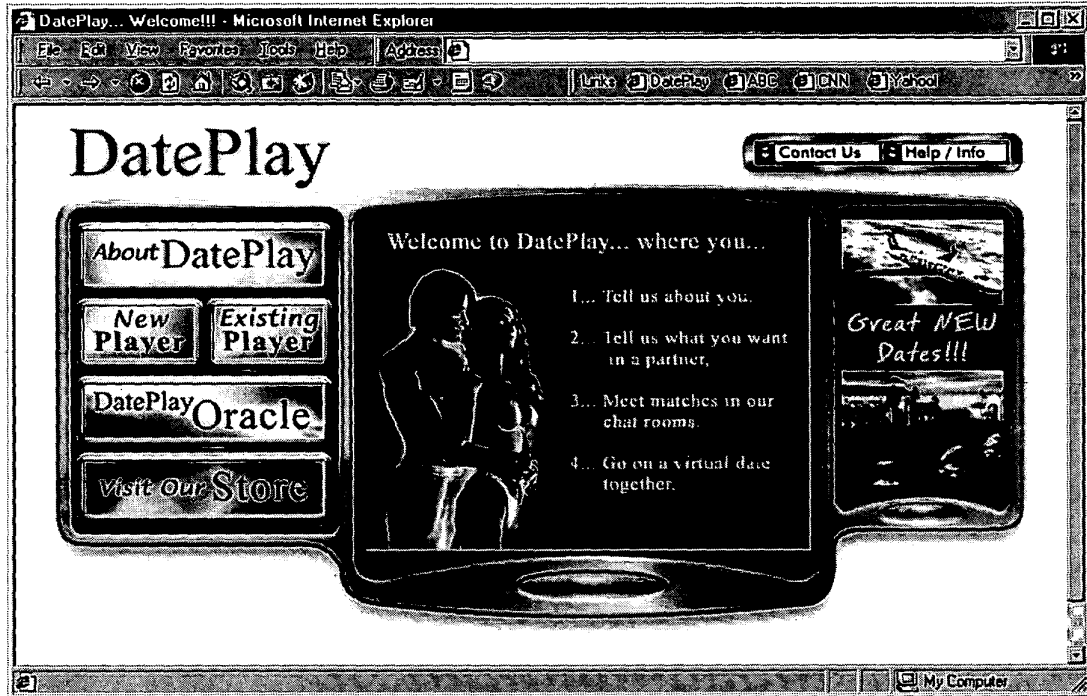 DatePlay... Welcome!!! - Microsoft Internet Explorer
File Edit View Favorites Tools Help Address
Links DatePlay ABC CNN Yahoo!
DatePlay
Contact Us Help / Info
About DatePlay
New Player
Existing Player
DatePlay Oracle
Visit Our Store
Welcome to DatePlay... where you...
1... Tell us about you.
2... Tell us what you want
in a partner,
3... Meet matches in our
chat rooms.
4... Go on a virtual date
together.
Great NEW
Dates!!!
My Computer